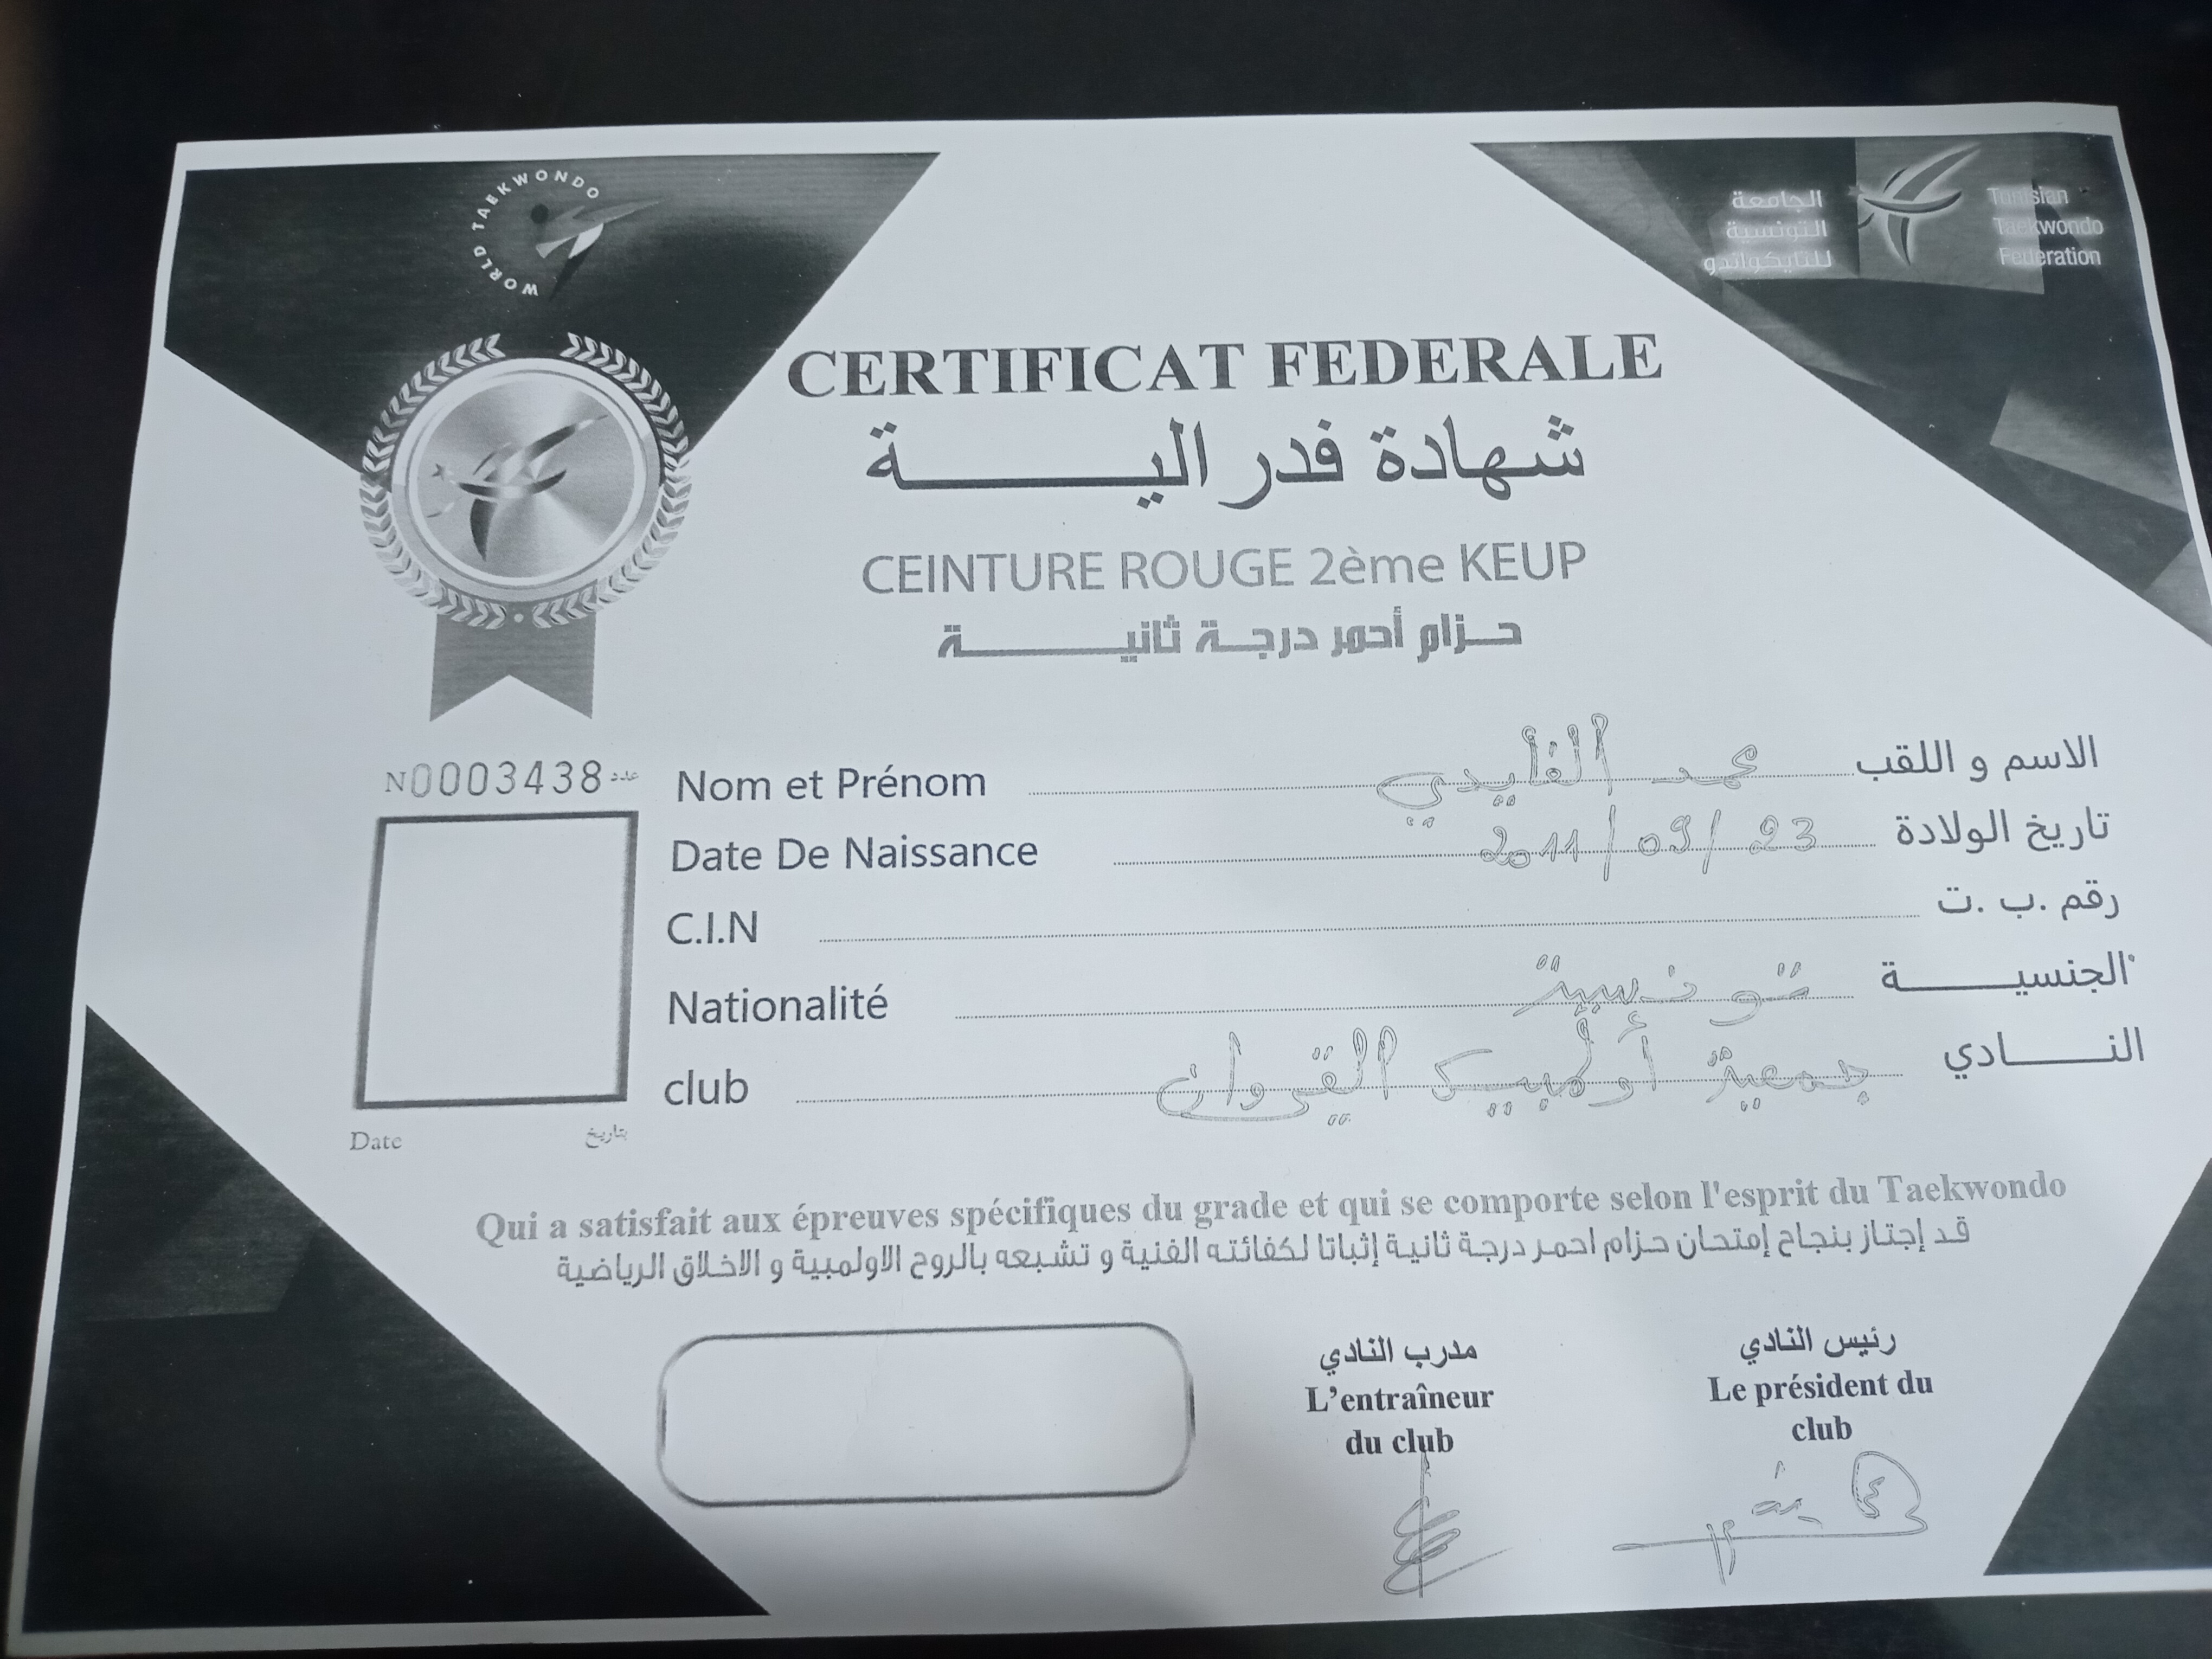 WORLD TAEKWONDO
الجامعة
التونسية
للتايكواندو
Tunisian
Taekwondo
Federation
CERTIFICAT FEDERALE
شهادة فدرالية
CEINTURE ROUGE 2ème KEUP
حزام أحمر درجة ثانية
N0003438 عدد
Nom et Prénom محمد القايدي الاسم و اللقب
Date De Naissance 2011/09/23 تاريخ الولادة
C.I.N رقم .ب .ت
Nationalité تونسية الجنسية
club جمعية أولمبيك القيروان النادي
Date بتاريخ
Qui a satisfait aux épreuves spécifiques du grade et qui se comporte selon l'esprit du Taekwondo
قد إجتاز بنجاح إمتحان حزام احمر درجة ثانية إثباتا لكفائته الفنية و تشبعه بالروح الاولمبية و الاخلاق الرياضية
مدرب النادي
L’entraîneur
du club
رئيس النادي
Le président du
club